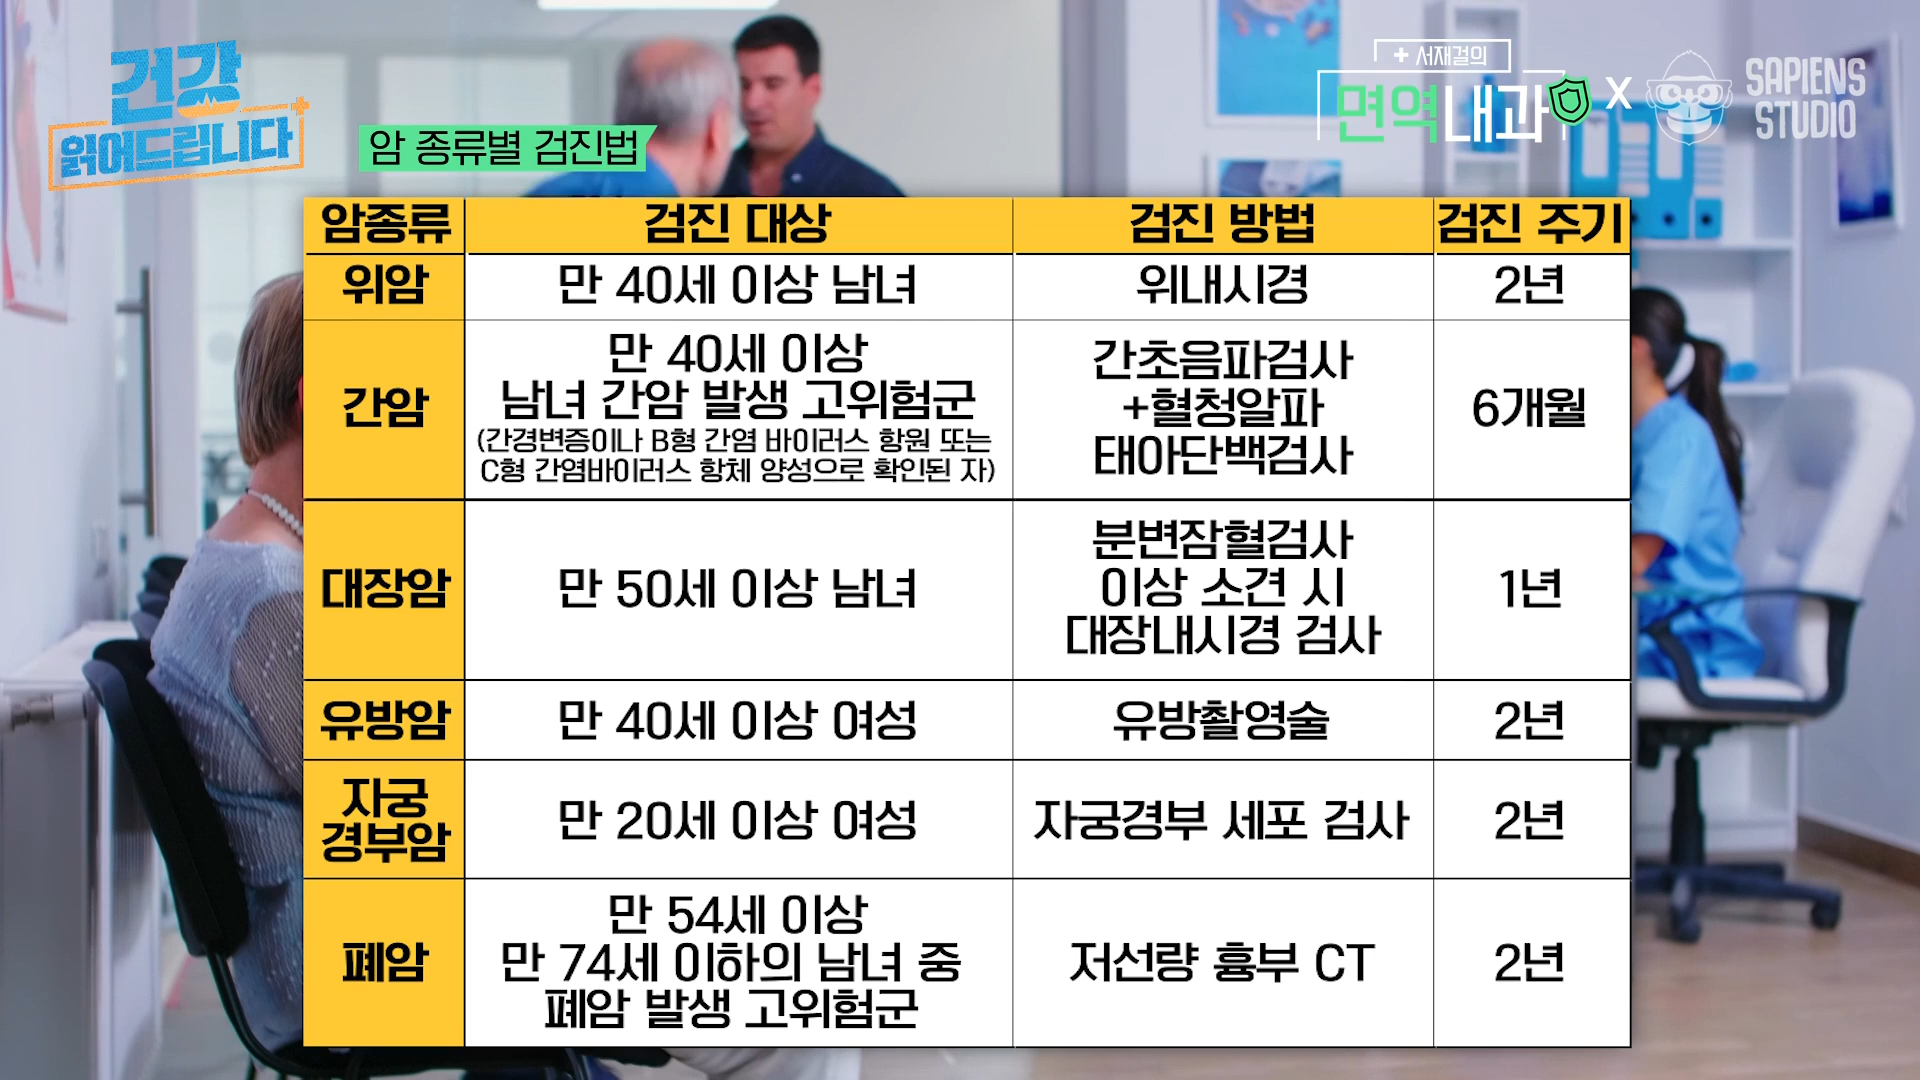 건강
읽어드립니다
암 종류별 검진법
+ 서재걸의
면역내과
X
SAPIENS
STUDIO
암종류 검진 대상 검진 방법 검진 주기
위암 만 40세 이상 남녀 위내시경 2년
간암
만 40세 이상
남녀 간암 발생 고위험군
(간경변증이나 B형 간염 바이러스 항원 또는
C형 간염바이러스 항체 양성으로 확인된 자)
간초음파검사
+혈청알파
태아단백검사
6개월
대장암
만 50세 이상 남녀
분변잠혈검사
이상 소견 시
대장내시경 검사
1년
유방암 만 40세 이상 여성 유방촬영술 2년
자궁
경부암
만 20세 이상 여성
자궁경부 세포 검사
2년
폐암
만 54세 이상
만 74세 이하의 남녀 중
폐암 발생 고위험군
저선량 흉부 CT
2년